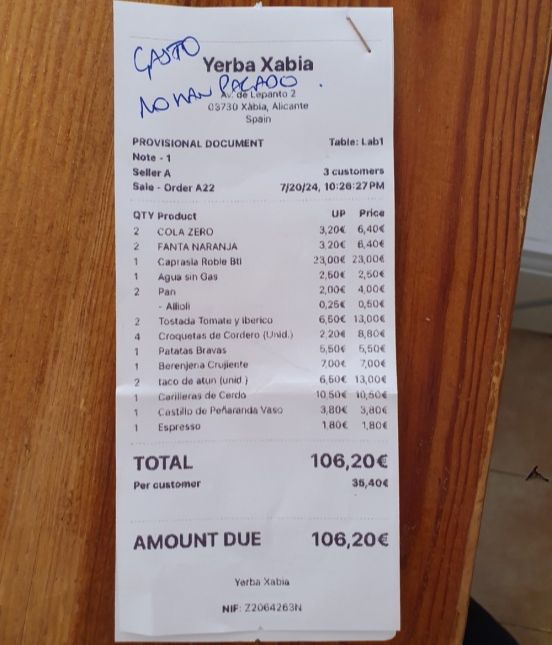 GASTO
Yerba Xabia
NO HAN PAGADO.
Av. de Lepanto 2
03730 Xàbia, Alicante
Spain
PROVISIONAL DOCUMENT Table: Lab1
Note - 1
Seller A 3 customers
Sale - Order A22 7/20/24, 10:26:27 PM
QTY Product UP Price
2 COLA ZERO 3,20€ 6,40€
2 FANTA NARANJA 3,20€ 6,40€
1 Caprasia Roble Btl 23,00€ 23,00€
1 Agua sin Gas 2,50€ 2,50€
2 Pan 2,00€ 4,00€
- Allioli 0,25€ 0,50€
2 Tostada Tomate y Iberico 6,50€ 13,00€
4 Croquetas de Cordero (Unid.) 2,20€ 8,80€
1 Patatas Bravas 5,50€ 5,50€
1 Berenjena Crujiente 7,00€ 7,00€
2 taco de atun (unid.) 6,50€ 13,00€
1 Carilleras de Cerdo 10,50€ 10,50€
1 Castillo de Peñaranda Vaso 3,80€ 3,80€
1 Espresso 1,80€ 1,80€
TOTAL 106,20€
Per customer 35,40€
AMOUNT DUE 106,20€
Yerba Xabia
NIF: Z2064263N